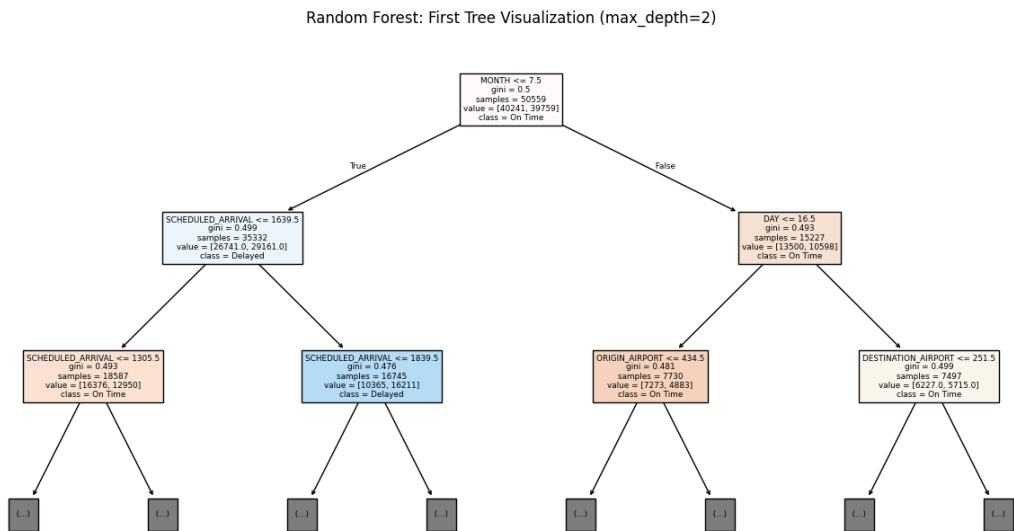 Random Forest: First Tree Visualization (max_depth=2)
MONTH <= 7.5
gini = 0.5
samples = 50559
value = [40241, 39759]
class = On Time
True
False
SCHEDULED_ARRIVAL <= 1639.5
gini = 0.499
samples = 35332
value = [26741.0, 29161.0]
class = Delayed
DAY <= 16.5
gini = 0.493
samples = 15227
value = [13500, 10598]
class = On Time
SCHEDULED_ARRIVAL <= 1305.5
gini = 0.493
samples = 18587
value = [16376, 12950]
class = On Time
SCHEDULED_ARRIVAL <= 1839.5
gini = 0.476
samples = 16745
value = [10365, 16211]
class = Delayed
ORIGIN_AIRPORT <= 434.5
gini = 0.481
samples = 7730
value = [7273, 4883]
class = On Time
DESTINATION_AIRPORT <= 251.5
gini = 0.499
samples = 7497
value = [6227.0, 5715.0]
class = On Time
(...)
(...)
(...)
(...)
(...)
(...)
(...)
(...)